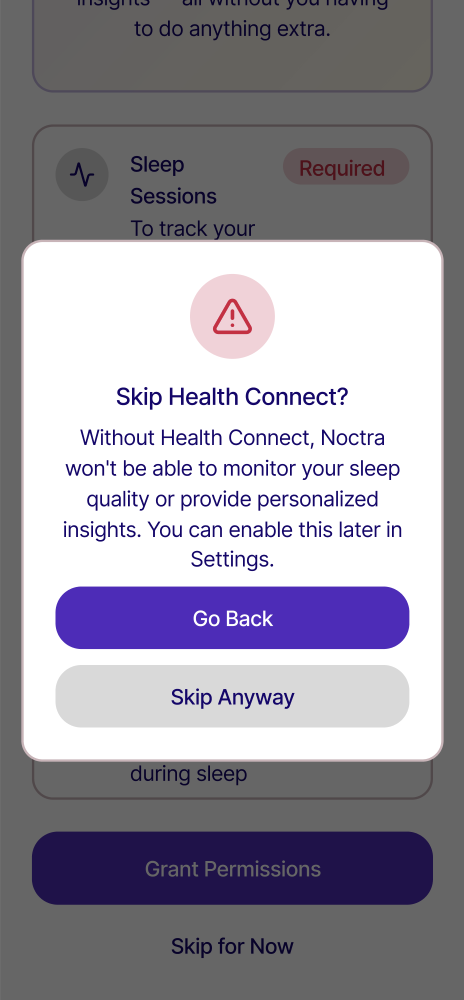 insights — all without you having
to do anything extra.
Sleep
Sessions
Required
To track your
Skip Health Connect?
Without Health Connect, Noctra
won't be able to monitor your sleep
quality or provide personalized
insights. You can enable this later in
Settings.
Go Back
Skip Anyway
during sleep
Grant Permissions
Skip for Now